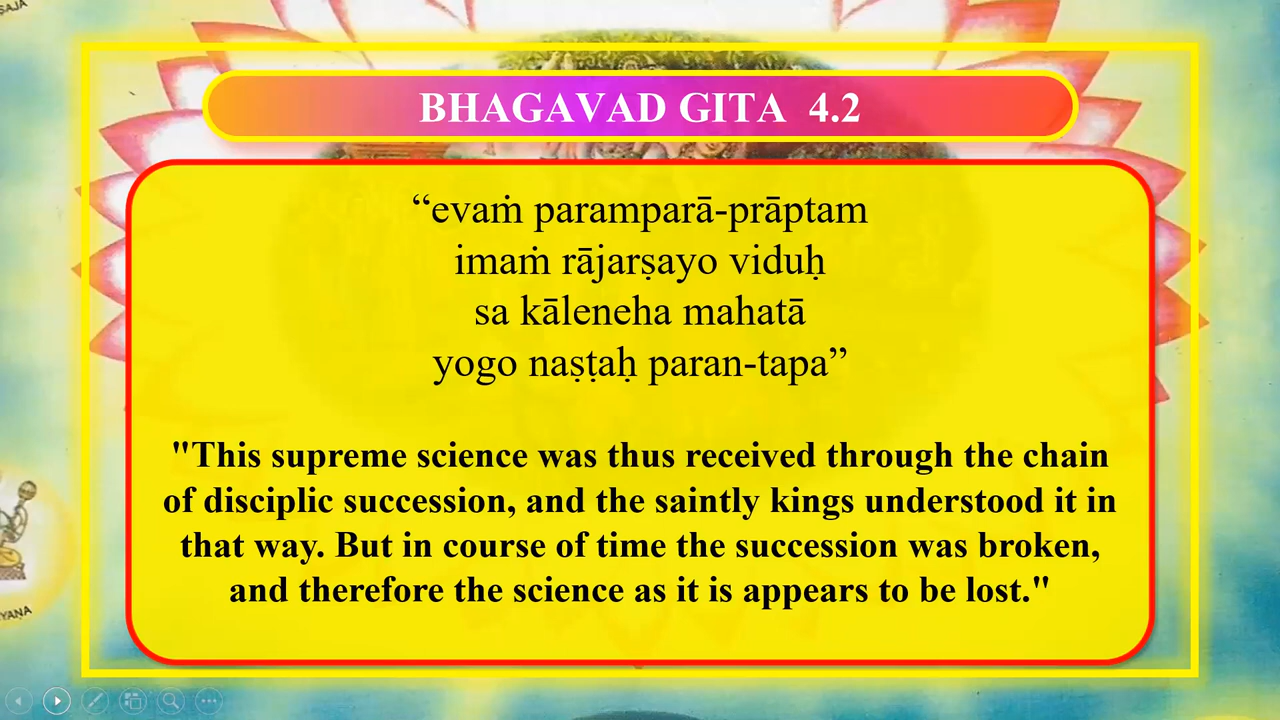 ṢAJA
BHAGAVAD GITA 4.2
“evaṁ paramparā-prāptam
imaṁ rājarṣayo viduḥ
sa kāleneha mahatā
yogo naṣṭaḥ paran-tapa”
"This supreme science was thus received through the chain
of disciplic succession, and the saintly kings understood it in
that way. But in course of time the succession was broken,
and therefore the science as it is appears to be lost."
YAṆA